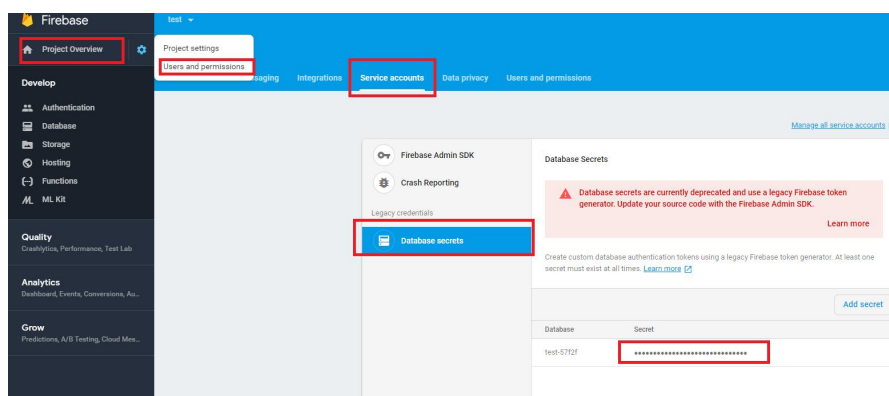 Firebase
test
Project Overview
Project settings
Users and permissions
saging
Integrations
Service accounts
Data privacy
Users and permissions
Develop
Authentication
Database
Storage
Hosting
Functions
ML Kit
Quality
Crashlytics, Performance, Test Lab
Analytics
Dashboard, Events, Conversions, Au...
Grow
Predictions, A/B Testing, Cloud Mes...
Manage all service accounts
Firebase Admin SDK
Crash Reporting
Legacy credentials
Database secrets
Database Secrets
Database secrets are currently deprecated and use a legacy Firebase token
generator. Update your source code with the Firebase Admin SDK.
Learn more
Create custom database authentication tokens using a legacy Firebase token generator. At least one
secret must exist at all times. Learn more
Add secret
Database Secret
test-57f2f ••••••••••••••••••••••••••••••